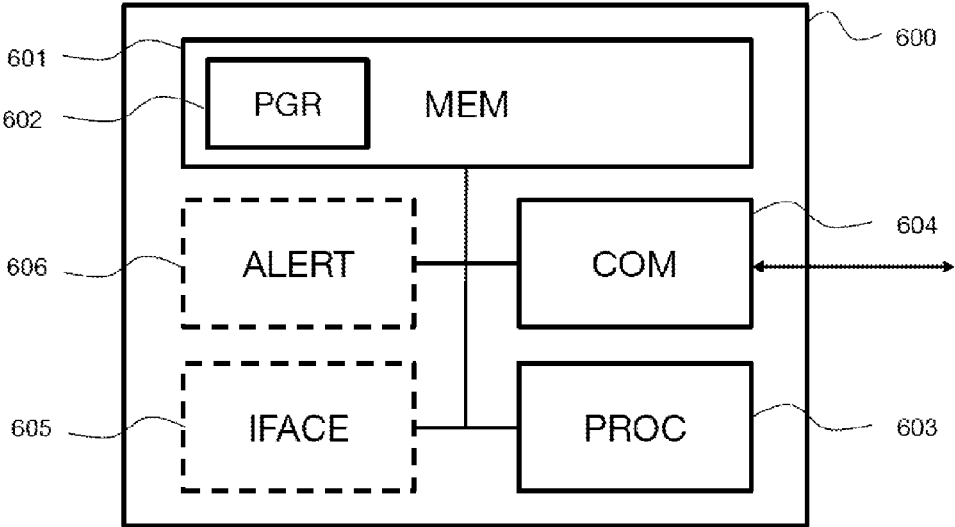 600
601
PGR
MEM
602
604
ALERT
COM
606
IFACE
PROC
605
603